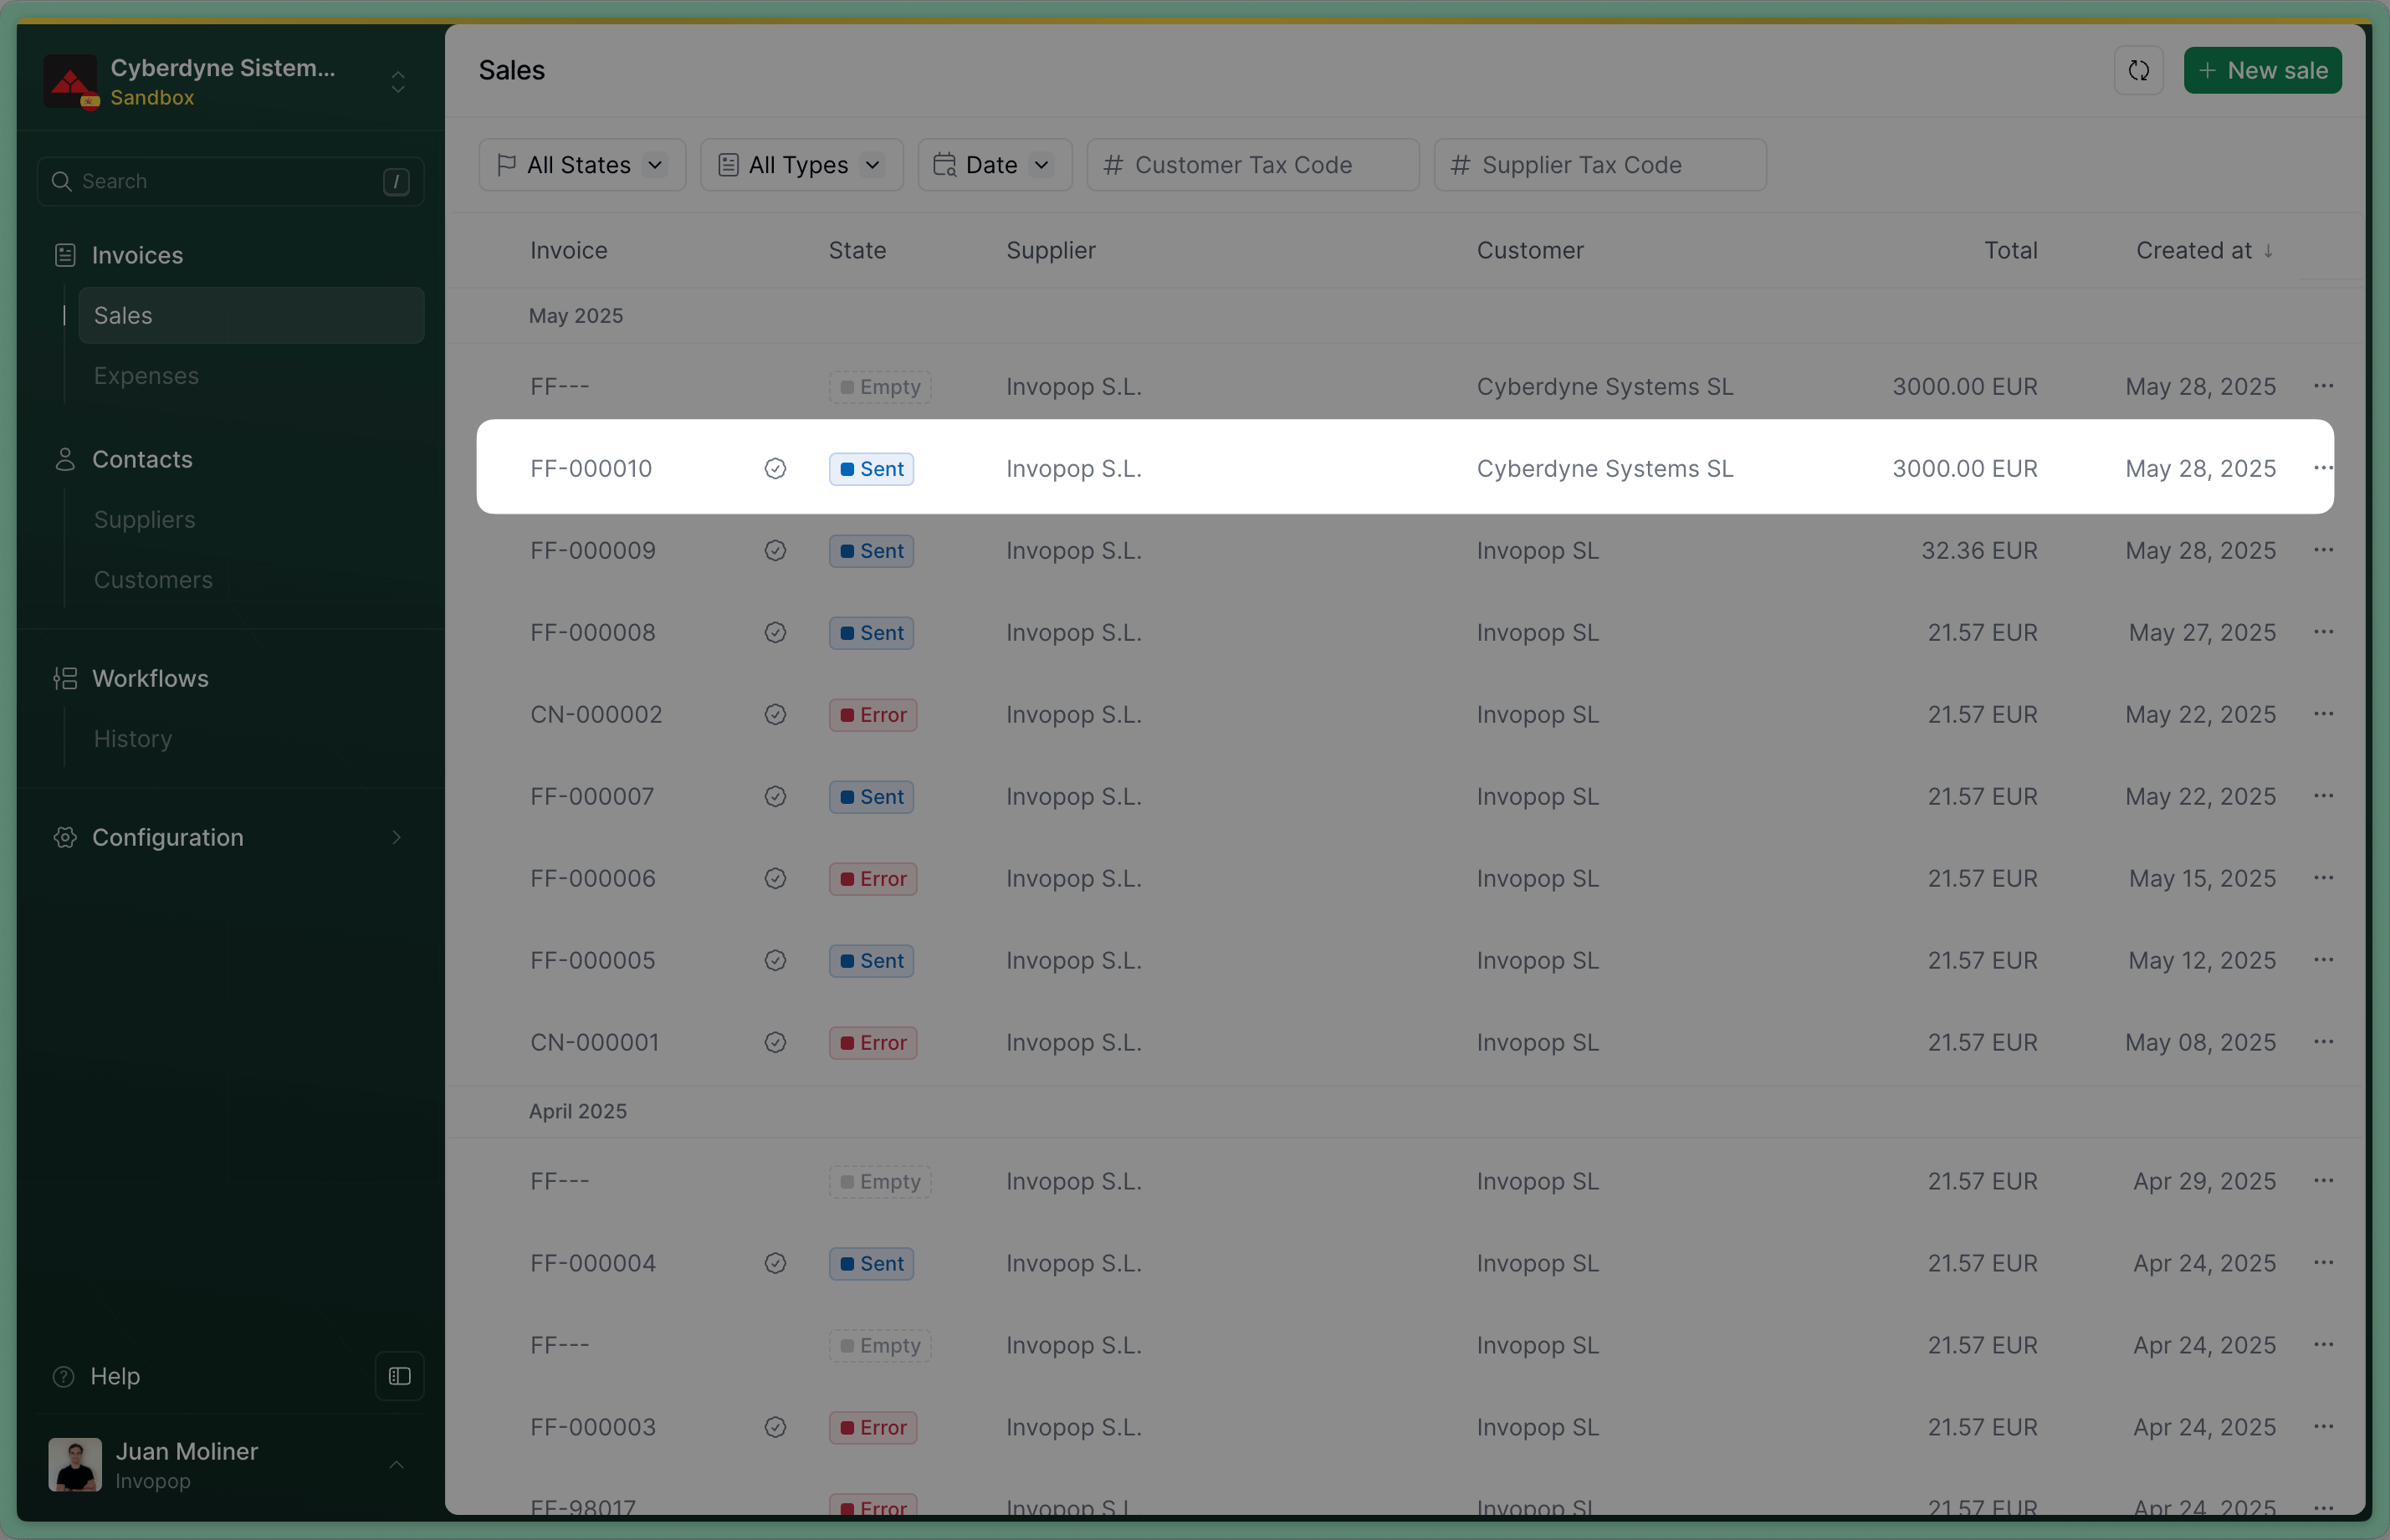 Cyberdyne Sistem...
Sandbox
Search /
Invoices
Sales
Expenses
Contacts
Suppliers
Customers
Workflows
History
Configuration
Help
Juan Moliner
Invopop
Sales
+ New sale
All States All Types Date # Customer Tax Code # Supplier Tax Code
Invoice State Supplier Customer Total Created at ↓
May 2025
FF--- Empty Invopop S.L. Cyberdyne Systems SL 3000.00 EUR May 28, 2025 ...
FF-000010 Sent Invopop S.L. Cyberdyne Systems SL 3000.00 EUR May 28, 2025 ...
FF-000009 Sent Invopop S.L. Invopop SL 32.36 EUR May 28, 2025 ...
FF-000008 Sent Invopop S.L. Invopop SL 21.57 EUR May 27, 2025 ...
CN-000002 Error Invopop S.L. Invopop SL 21.57 EUR May 22, 2025 ...
FF-000007 Sent Invopop S.L. Invopop SL 21.57 EUR May 22, 2025 ...
FF-000006 Error Invopop S.L. Invopop SL 21.57 EUR May 15, 2025 ...
FF-000005 Sent Invopop S.L. Invopop SL 21.57 EUR May 12, 2025 ...
CN-000001 Error Invopop S.L. Invopop SL 21.57 EUR May 08, 2025 ...
April 2025
FF--- Empty Invopop S.L. Invopop SL 21.57 EUR Apr 29, 2025 ...
FF-000004 Sent Invopop S.L. Invopop SL 21.57 EUR Apr 24, 2025 ...
FF--- Empty Invopop S.L. Invopop SL 21.57 EUR Apr 24, 2025 ...
FF-000003 Error Invopop S.L. Invopop SL 21.57 EUR Apr 24, 2025 ...
FF-98017 Error Invopop S.L. Invopop SL 21.57 EUR Apr 24, 2025 ...